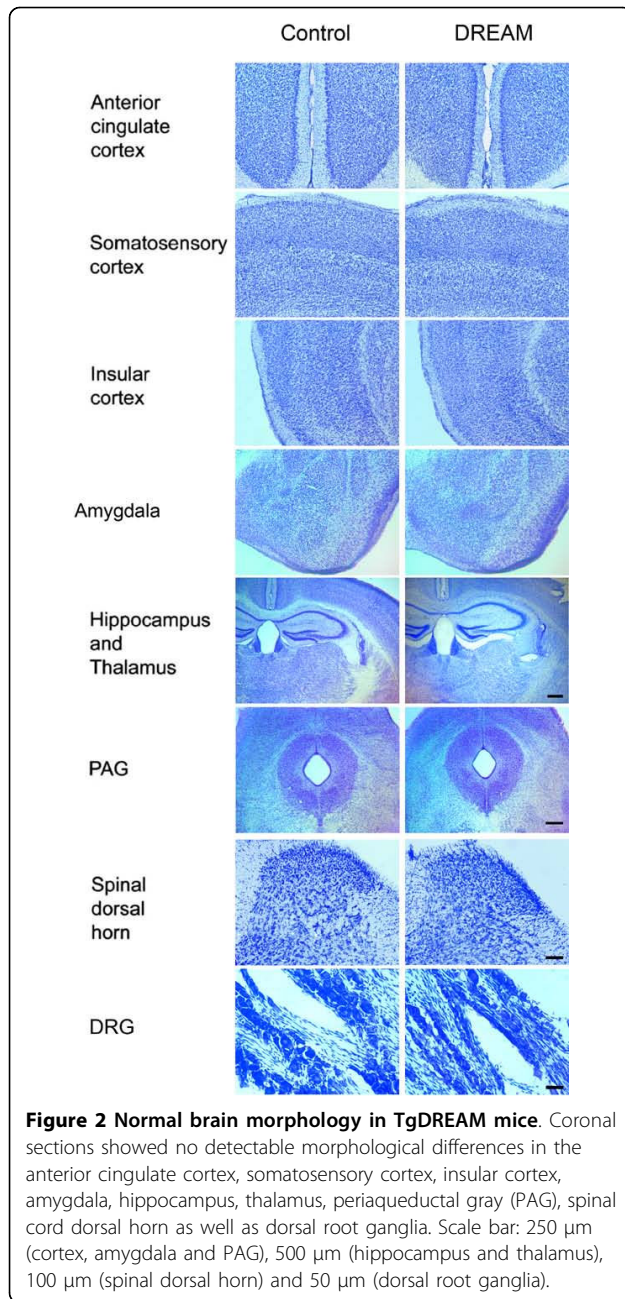 Control DREAM
Anterior
cingulate
cortex
Somatosensory
cortex
Insular
cortex
Amygdala
Hippocampus
and
Thalamus
PAG
Spinal
dorsal
horn
DRG
Figure 2 Normal brain morphology in TgDREAM mice. Coronal
sections showed no detectable morphological differences in the
anterior cingulate cortex, somatosensory cortex, insular cortex,
amygdala, hippocampus, thalamus, periaqueductal gray (PAG), spinal
cord dorsal horn as well as dorsal root ganglia. Scale bar: 250 μm
(cortex, amygdala and PAG), 500 μm (hippocampus and thalamus),
100 μm (spinal dorsal horn) and 50 μm (dorsal root ganglia).